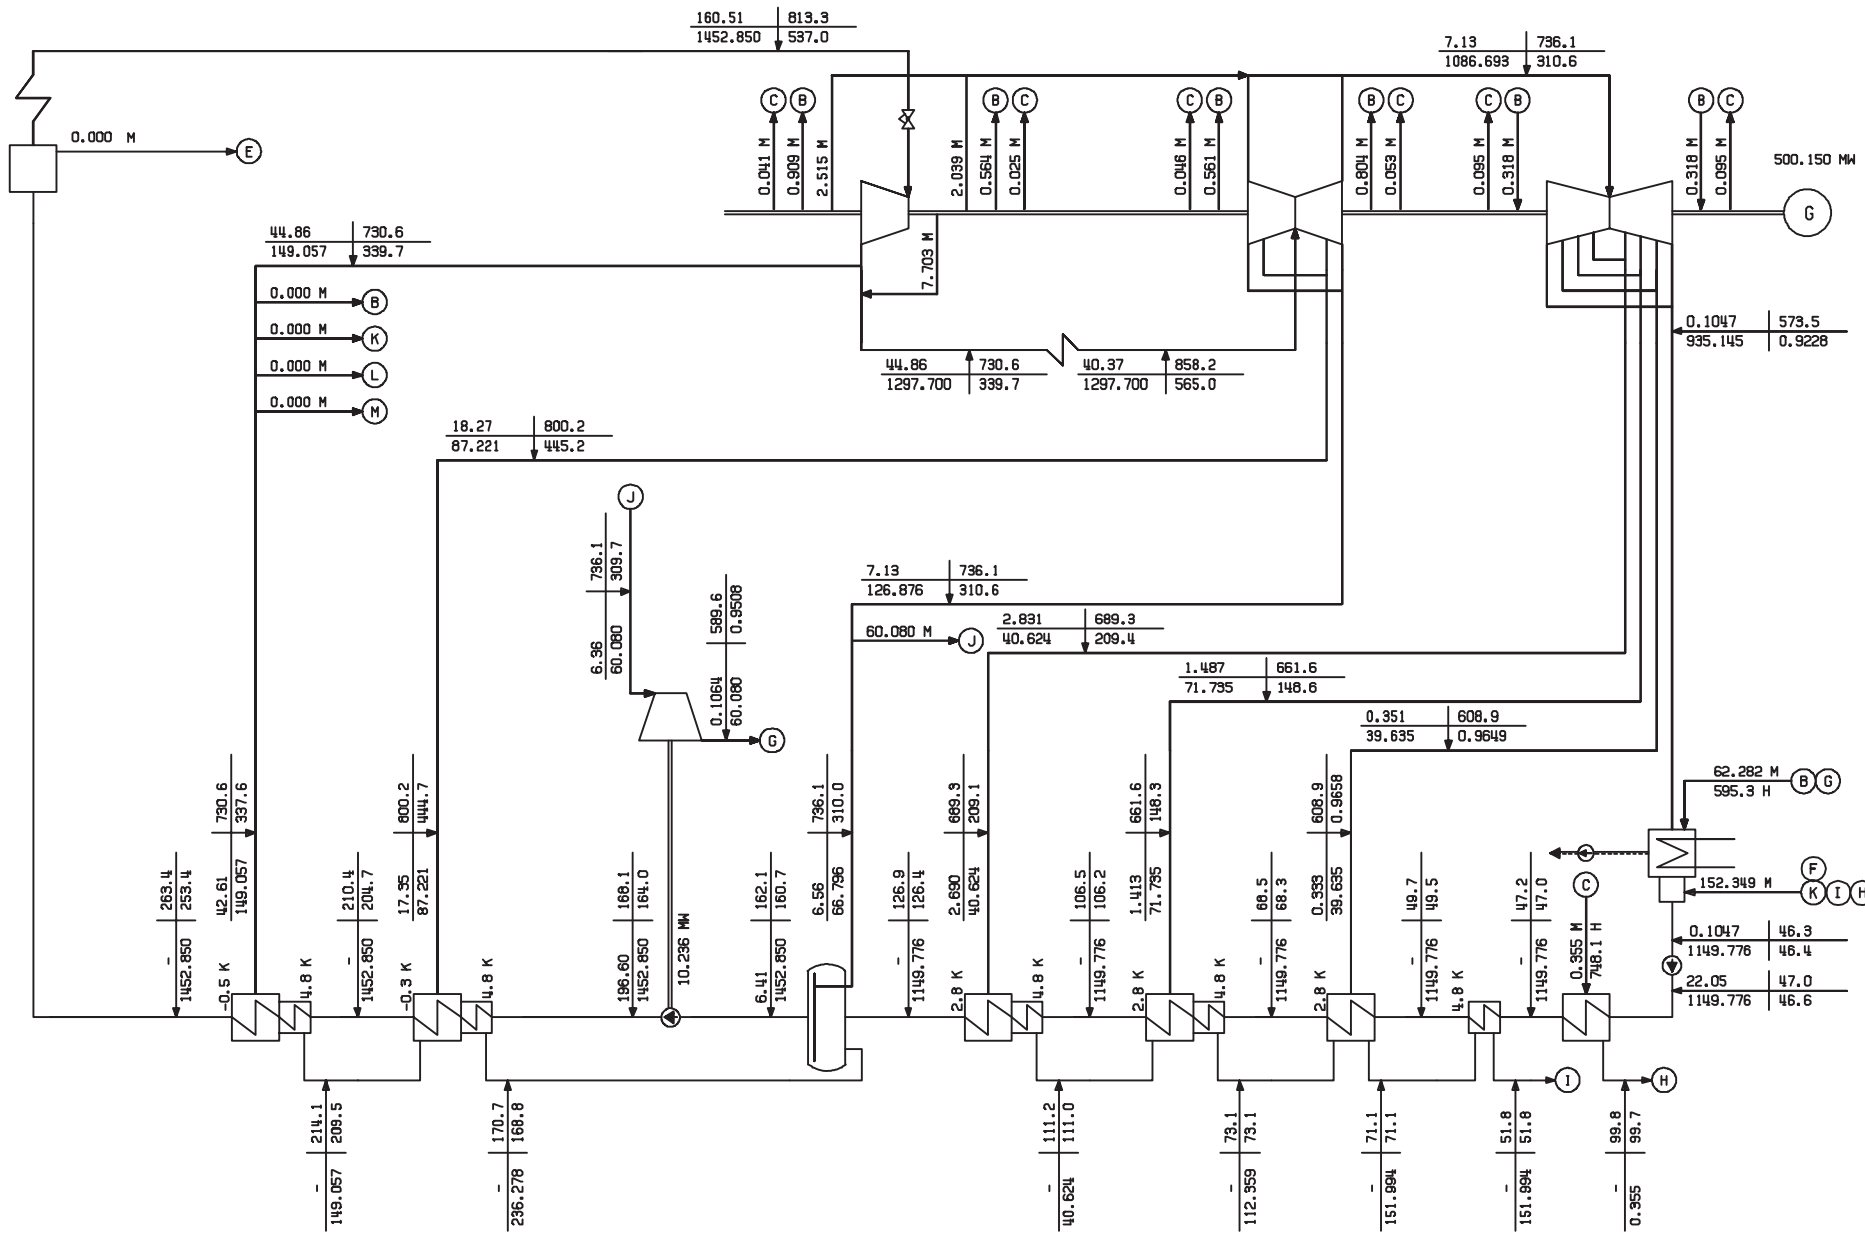 160.51 813.3
1452.850 537.0
7.13 736.1
1086.693 310.6
0.000 M
E
C
B
B
C
C
B
B
C
C
B
B
C
0.041 M
0.909 M
2.515 M
2.039 M
0.564 M
0.025 M
0.046 M
0.561 M
0.804 M
0.053 M
0.095 M
0.318 M
0.318 M
0.095 M
500.150 MW
G
44.86 730.6
149.057 339.7
7.703 M
0.000 M
B
0.000 M
K
0.000 M
L
0.000 M
M
44.86 730.6
1297.700 339.7
40.37 858.2
1297.700 565.0
0.1047 573.5
935.145 0.9228
18.27 800.2
87.221 445.2
J
6.36 736.1
60.080 309.7
0.1064 589.6
60.080 0.9508
G
10.236 MW
7.13 736.1
126.876 310.6
60.080 M
J
2.831 689.3
40.624 209.4
1.487 661.6
71.735 148.6
0.351 608.9
39.635 0.9649
62.282 M
595.3 H
B
G
F
152.349 M
K
I
H
0.1047 46.3
1149.776 46.4
22.05 47.0
1149.776 46.6
- 263.4
1452.850 253.4
42.61 730.6
149.057 337.6
-0.5 K
4.8 K
- 210.4
1452.850 204.7
17.35 800.2
87.221 444.7
-0.3 K
4.8 K
196.60 168.1
1452.850 164.0
6.41 162.1
1452.850 160.7
6.56 736.1
66.796 310.0
- 126.9
1149.776 126.4
2.690 689.3
40.624 209.1
2.8 K
4.8 K
- 106.5
1149.776 106.2
1.413 661.6
71.735 148.3
2.8 K
4.8 K
- 68.5
1149.776 68.3
0.333 608.9
39.635 0.9658
2.8 K
- 49.7
1149.776 49.5
4.8 K
- 47.2
1149.776 47.0
C
0.355 M
748.1 H
- 214.1
149.057 209.5
- 170.7
236.278 168.8
- 111.2
40.624 111.0
- 73.1
112.359 73.1
- 71.1
151.994 71.1
- 51.8
151.994 51.8
I
- 99.8
0.355 99.7
H